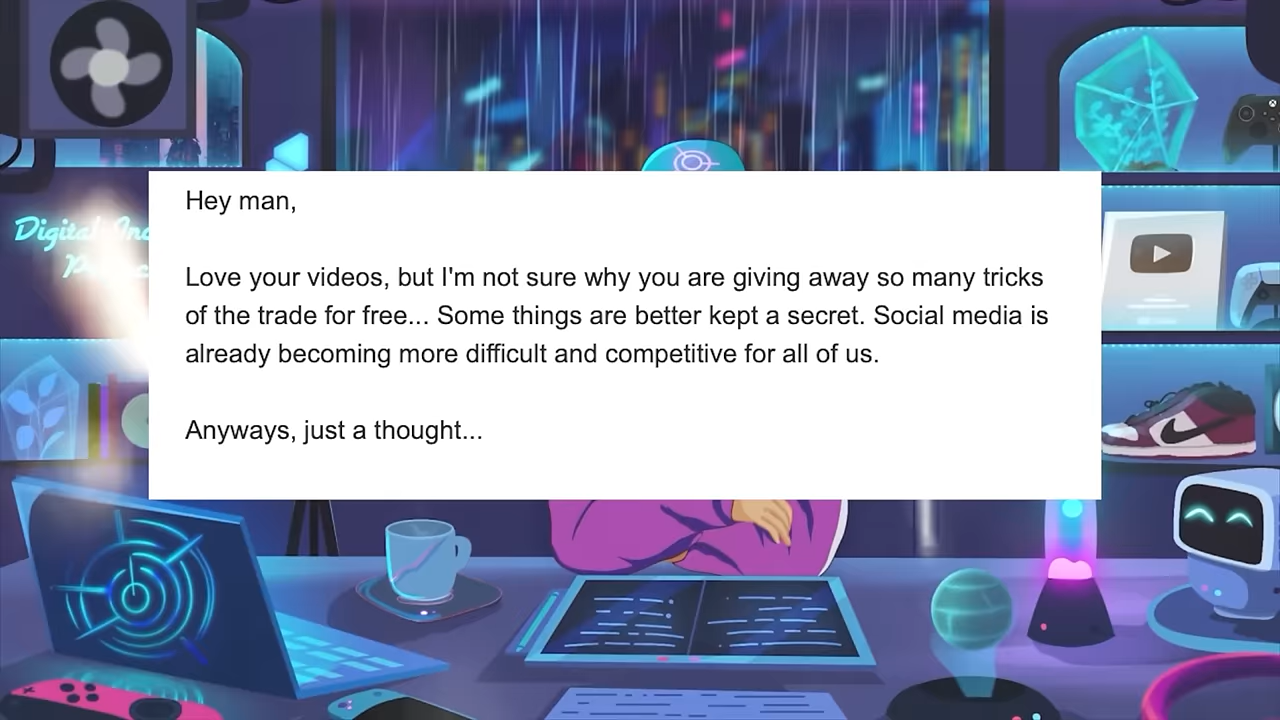 Hey man,
Love your videos, but I'm not sure why you are giving away so many tricks
of the trade for free... Some things are better kept a secret. Social media is
already becoming more difficult and competitive for all of us.
Anyways, just a thought...
Digital